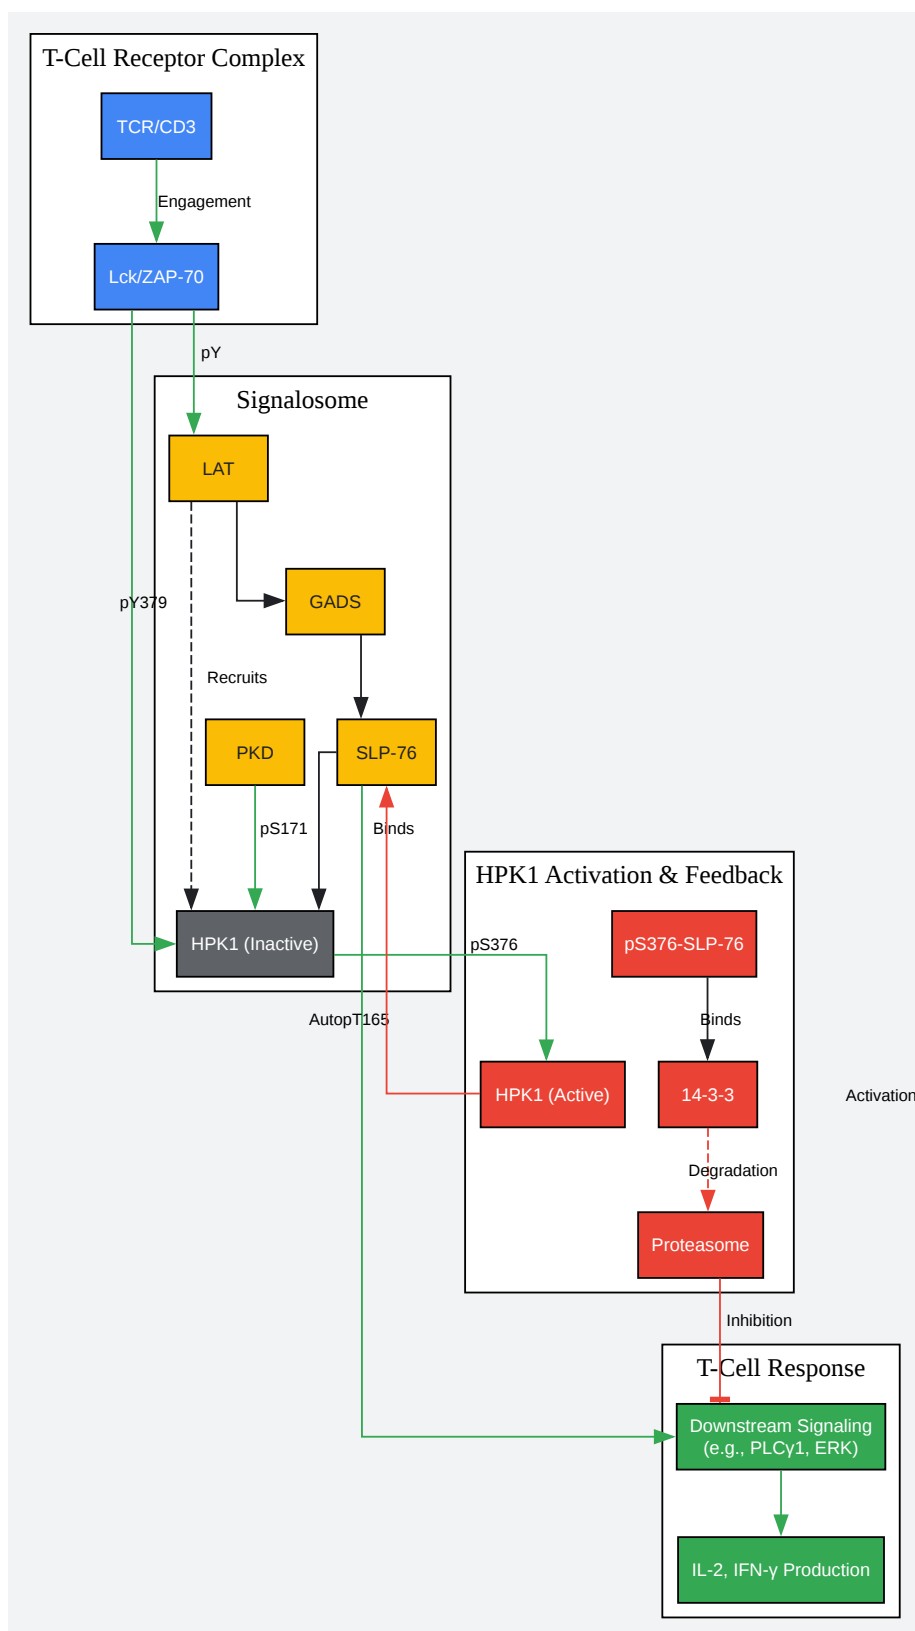 T-Cell Receptor Complex
TCR/CD3
Engagement
Lck/ZAP-70
pY
Signalosome
LAT
GADS
pY379
Recruits
PKD
SLP-76
pS171
Binds
HPK1 Activation & Feedback
HPK1 (Inactive)
pS376
pS376-SLP-76
AutopT165
Binds
HPK1 (Active)
14-3-3
Activation
Degradation
Proteasome
Inhibition
T-Cell Response
Downstream Signaling
(e.g., PLCγ1, ERK)
IL-2, IFN-γ Production